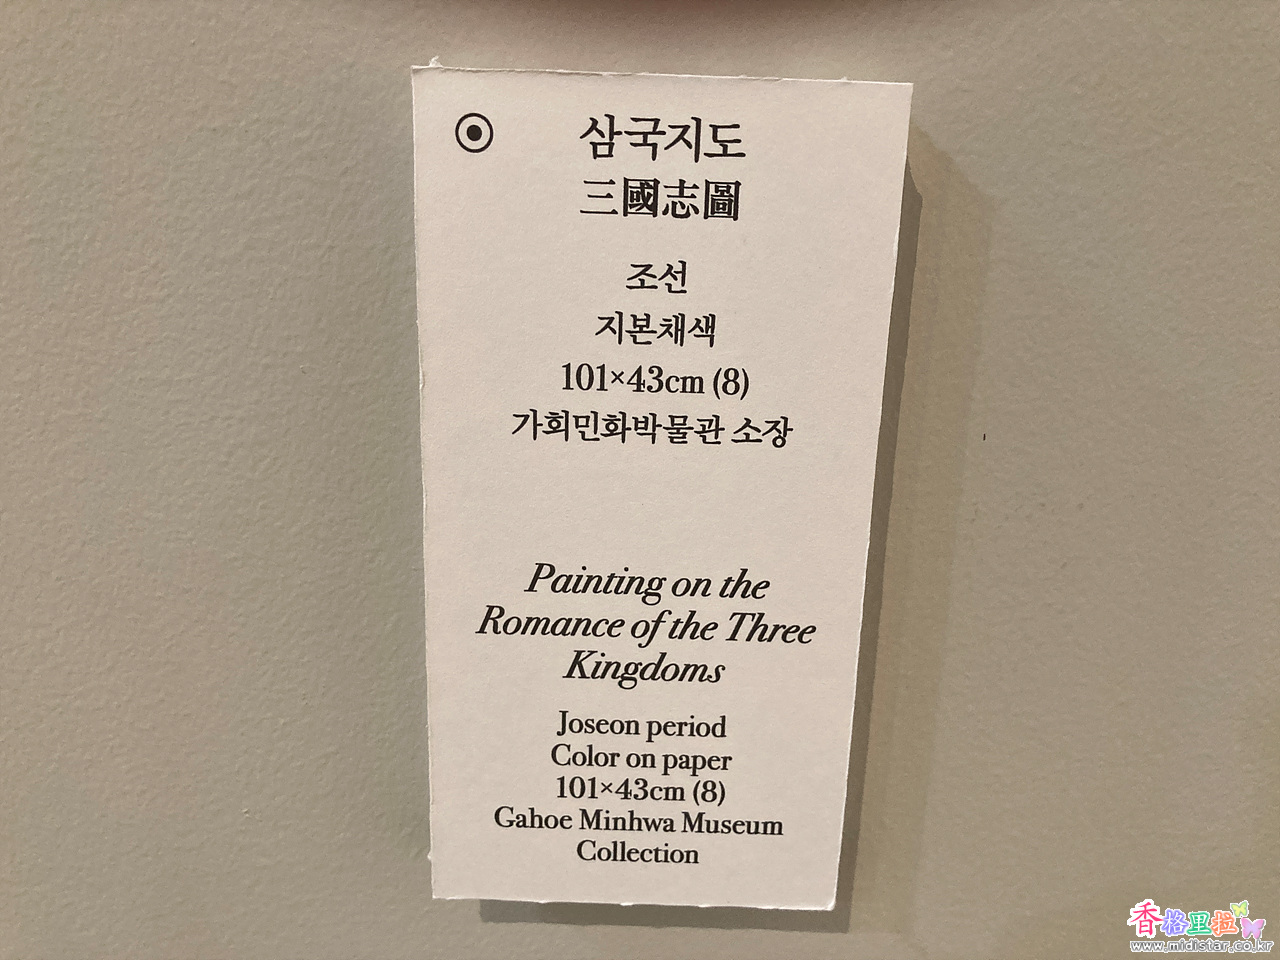 삼국지도
三國志圖
조선
지본채색
101×43cm (8)
가회민화박물관 소장
Painting on the
Romance of the Three
Kingdoms
Joseon period
Color on paper
101×43cm (8)
Gahoe Minhwa Museum
Collection
香格里拉
www.midistar.co.kr